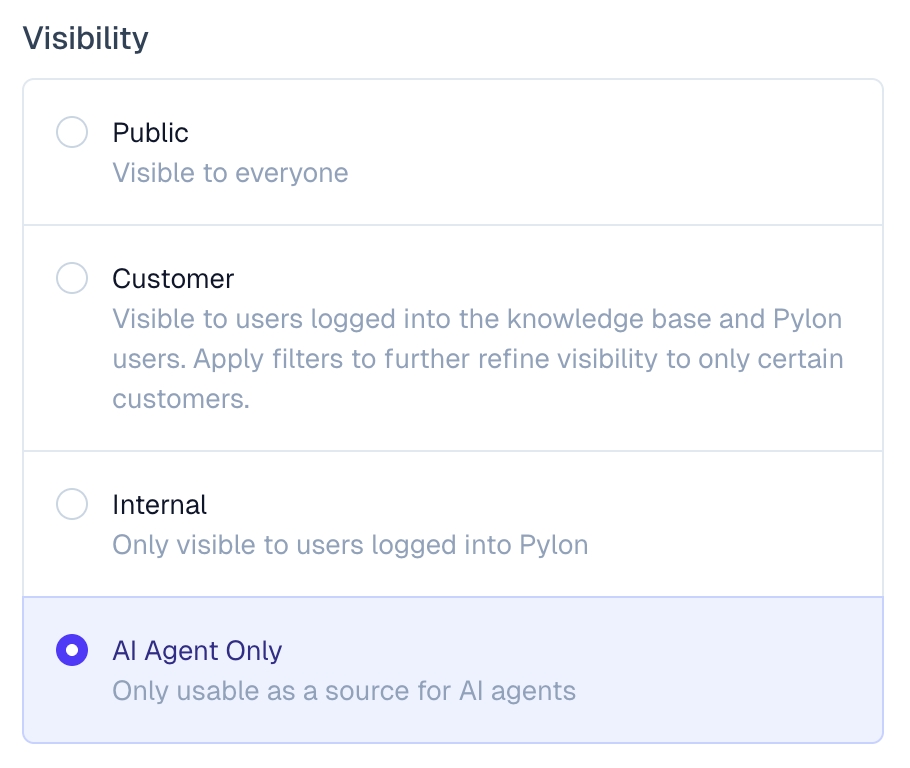 Visibility
Public
Visible to everyone
Customer
Visible to users logged into the knowledge base and Pylon
users. Apply filters to further refine visibility to only certain
customers.
Internal
Only visible to users logged into Pylon
AI Agent Only
Only usable as a source for AI agents